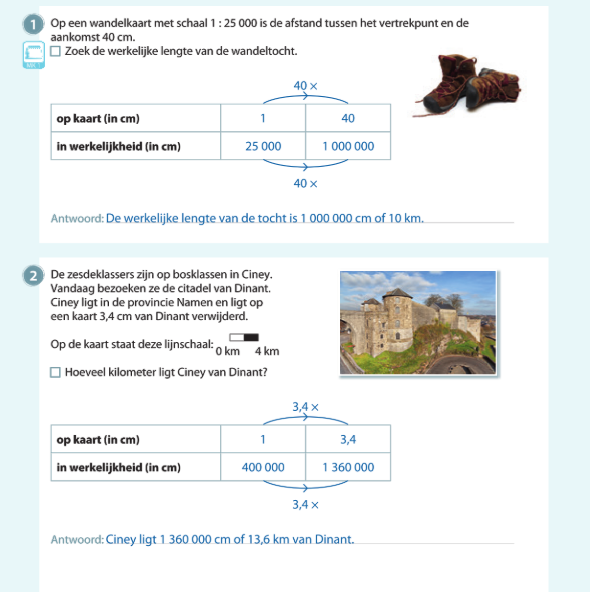 1 Op een wandelkaart met schaal 1 : 25 000 is de afstand tussen het vertrekpunt en de
aankomst 40 cm.
Zoek de werkelijke lengte van de wandeltocht.
40 ×
op kaart (in cm) 1 40
in werkelijkheid (in cm) 25 000 1 000 000
40 ×
Antwoord: De werkelijke lengte van de tocht is 1 000 000 cm of 10 km.
2 De zesdeklassers zijn op bosklassen in Ciney.
Vandaag bezoeken ze de citadel van Dinant.
Ciney ligt in de provincie Namen en ligt op
een kaart 3,4 cm van Dinant verwijderd.
Op de kaart staat deze lijnschaal:
0 km 4 km
Hoeveel kilometer ligt Ciney van Dinant?
3,4 ×
op kaart (in cm) 1 3,4
in werkelijkheid (in cm) 400 000 1 360 000
3,4 ×
Antwoord: Ciney ligt 1 360 000 cm of 13,6 km van Dinant.